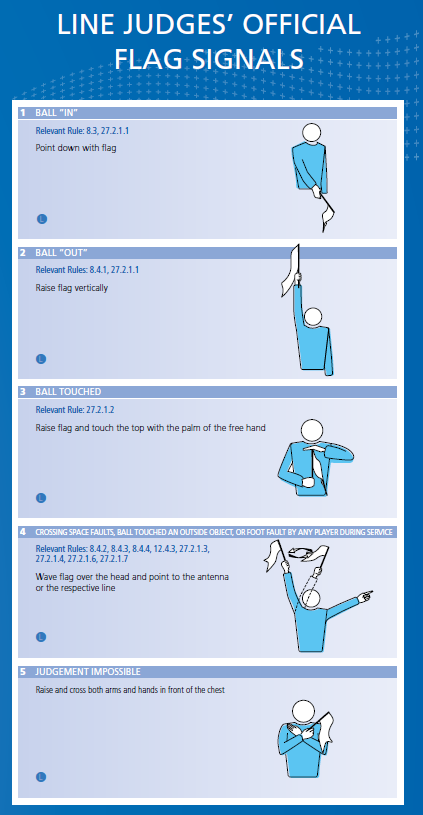 LINE JUDGES’ OFFICIAL
FLAG SIGNALS
1 BALL “IN”
Relevant Rule: 8.3, 27.2.1.1
Point down with flag
L
2 BALL “OUT”
Relevant Rules: 8.4.1, 27.2.1.1
Raise flag vertically
L
3 BALL TOUCHED
Relevant Rule: 27.2.1.2
Raise flag and touch the top with the palm of the free hand
L
4 CROSSING SPACE FAULTS, BALL TOUCHED AN OUTSIDE OBJECT, OR FOOT FAULT BY ANY PLAYER DURING SERVICE
Relevant Rules: 8.4.2, 8.4.3, 8.4.4, 12.4.3, 27.2.1.3,
27.2.1.4, 27.2.1.6, 27.2.1.7
Wave flag over the head and point to the antenna
or the respective line
L
5 JUDGEMENT IMPOSSIBLE
Raise and cross both arms and hands in front of the chest
L